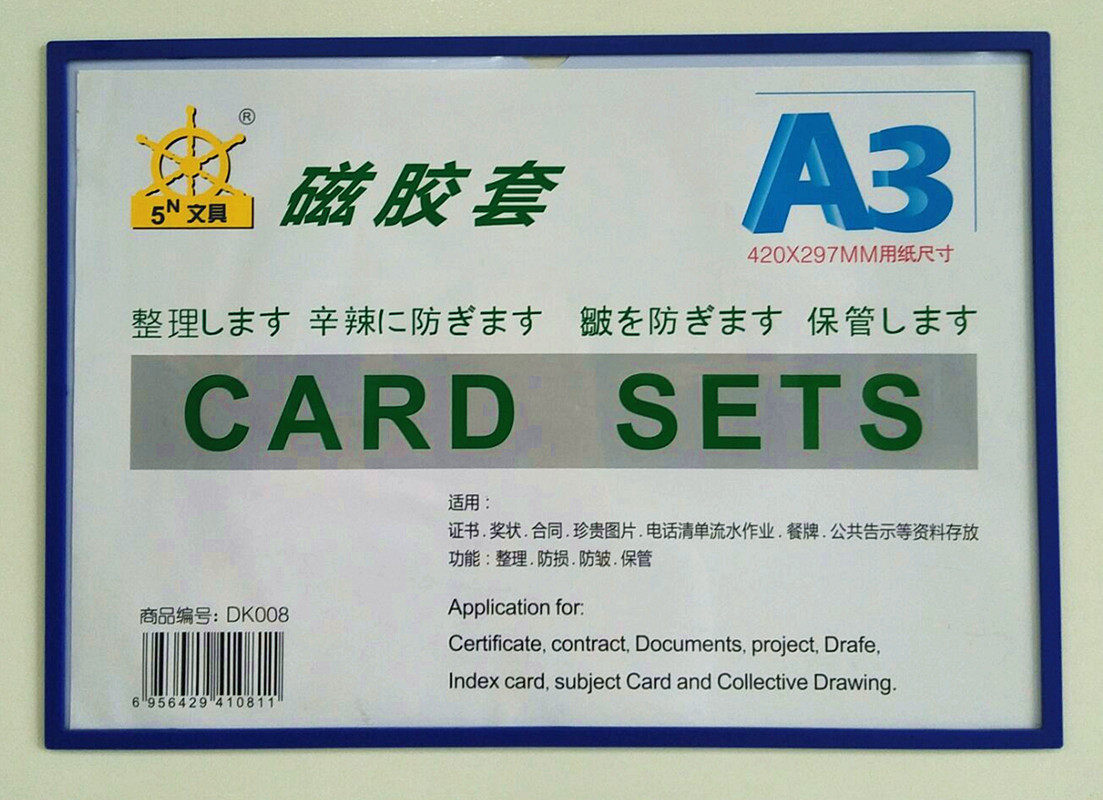 ®
5N 文具
磁胶套
A3
420X297MM用纸尺寸
整理します 辛辣に防ぎます 皺を防ぎます 保管します
CARD SETS
适用：
证书.奖状.合同.珍贵图片.电话清单流水作业.餐牌.公共告示等资料存放
功能：整理.防损.防皱.保管
商品编号：DK008
6 956429 410811
Application for:
Certificate, contract, Documents, project, Drafe,
Index card, subject Card and Collective Drawing.